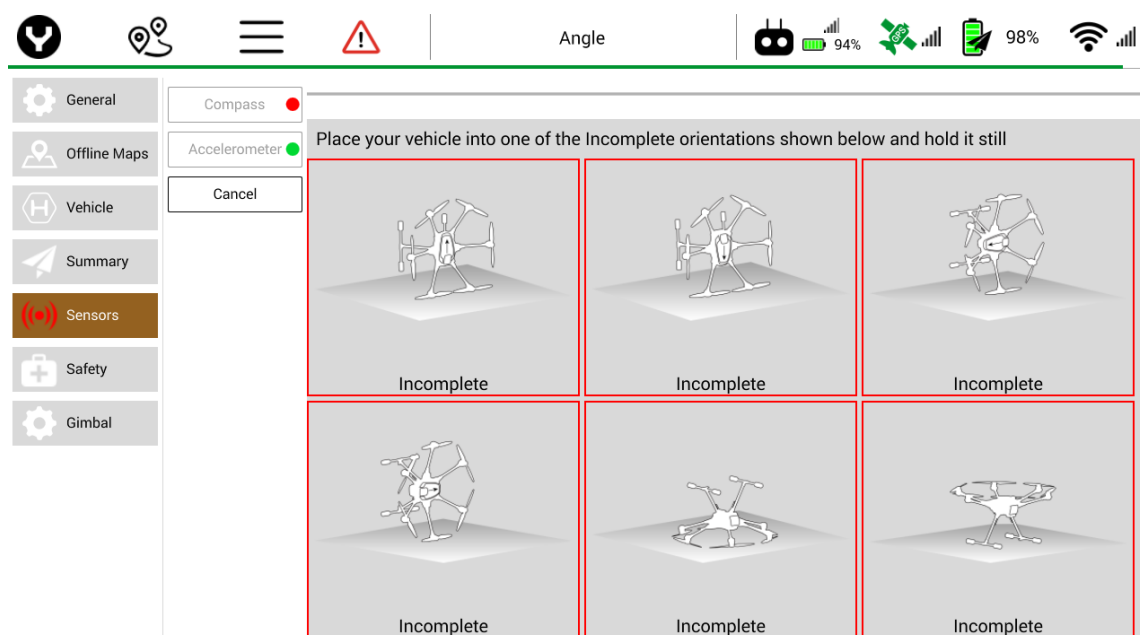 Angle
94%
GPS
98%
General
Offline Maps
Vehicle
Summary
Sensors
Safety
Gimbal
Compass
Accelerometer
Cancel
Place your vehicle into one of the Incomplete orientations shown below and hold it still
Incomplete
Incomplete
Incomplete
Incomplete
Incomplete
Incomplete